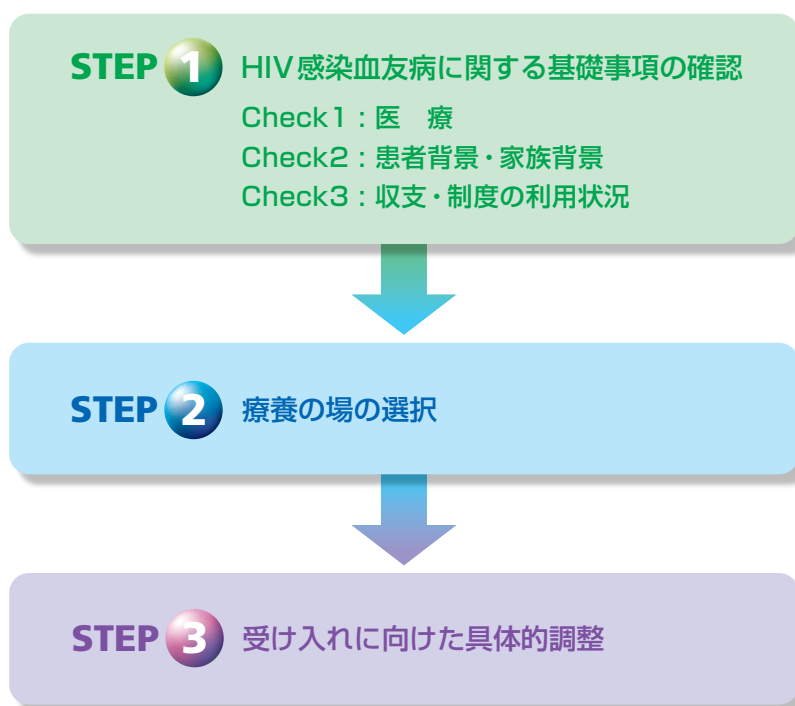 STEP 1 HIV感染血友病に関する基礎事項の確認
Check1：医　療
Check2：患者背景・家族背景
Check3：収支・制度の利用状況
STEP 2 療養の場の選択
STEP 3 受け入れに向けた具体的調整